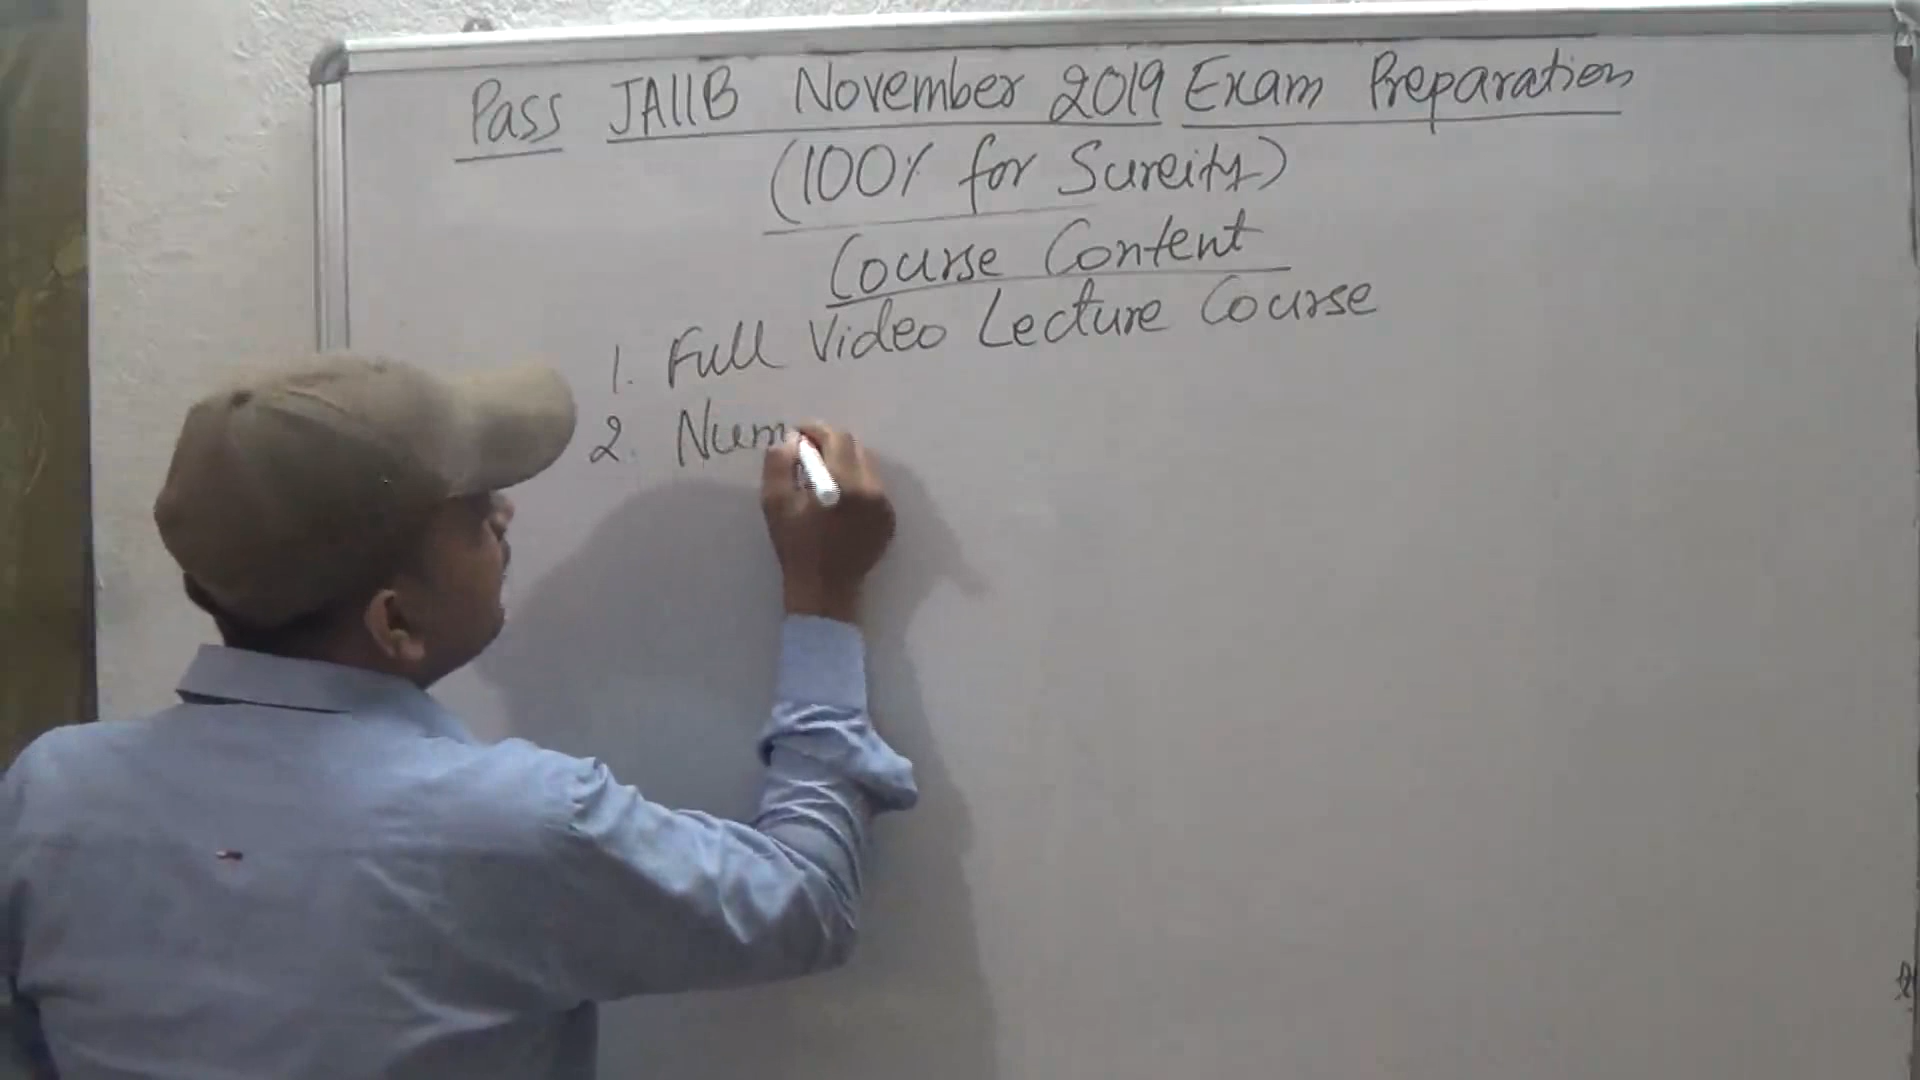 Pass JAIIB November 2019 Exam Preparation
(100% for Sureity)
Course Content
1. Full Video Lecture Course
2. Num